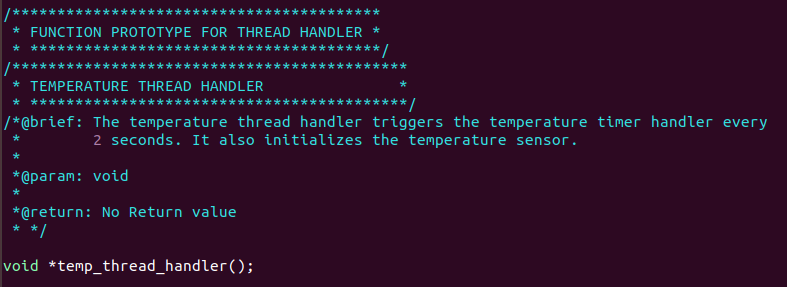 /*****************************************
* FUNCTION PROTOTYPE FOR THREAD HANDLER *
* ***************************************/
/********************************************
* TEMPERATURE THREAD HANDLER               *
* ******************************************/
/*@brief: The temperature thread handler triggers the temperature timer handler every
*        2 seconds. It also initializes the temperature sensor.
*
*@param: void
*
*@return: No Return value
* */
void *temp_thread_handler();